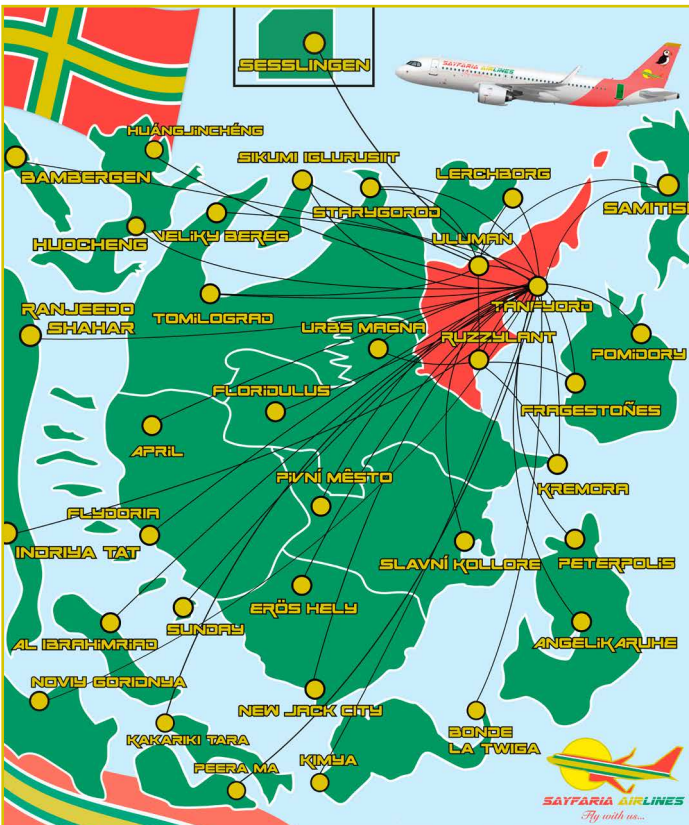 SESSLINGEN
SAYFARIA AIRLINES
HUÁNGJINCHÉNG
BAMBERGEN
SIKUMI IGLURUSIIT
LERCHBORG
STARYGOROD
SAMITISI
HUOCHENG
VELIKY BEREG
ULUMAN
RANJEEDO
SHAHAR
TOMILOGRAD
TANFYORD
URBS MAGNA
RUZZYLANT
POMIDORY
FLORIDULUS
FRAGESTOÑES
APRIL
PIVNÍ MĚSTO
KREMORA
FLYDORIA
INDRIYA TAT
SLAVNÍ KOLLORE
PETERPOLIS
ERÖS HELY
SUNDAY
AL IBRAHIMRIAD
ANGELIKARUHE
NOVIY GORIDNYA
NEW JACK CITY
KAKARIKI TARA
BONDE
LA TWIGA
PEERA MA
KIMYA
SAYFARIA AIRLINES
Fly with us...